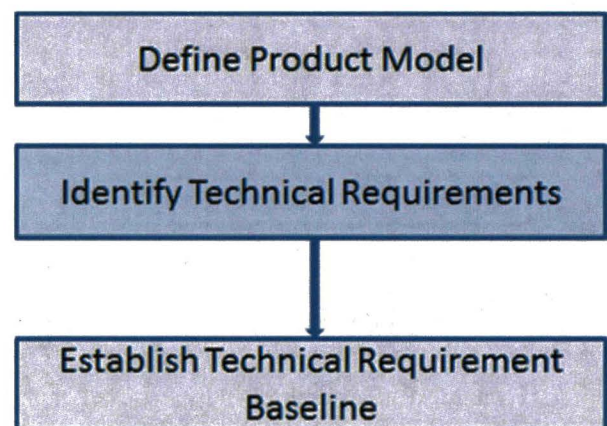 Define Product Model
Identify Technical Requirements
Establish Technical Requirement
Baseline